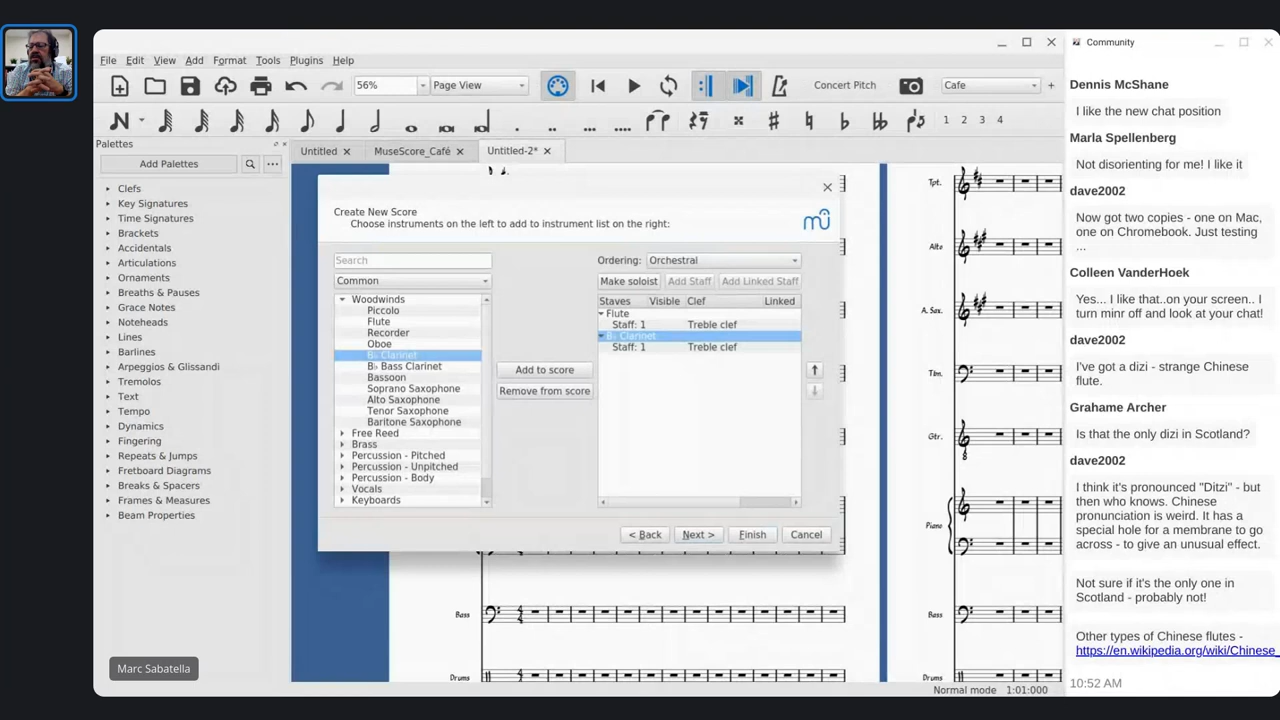 Community
File Edit View Add Format Tools Plugins Help
56% Page View Concert Pitch Cafe +
1 2 3 4
Palettes
Untitled MuseScore_Café Untitled-2*
Add Palettes
Clefs
Key Signatures
Time Signatures
Brackets
Accidentals
Articulations
Ornaments
Breaths & Pauses
Grace Notes
Noteheads
Lines
Barlines
Arpeggios & Glissandi
Tremolos
Text
Tempo
Dynamics
Fingering
Repeats & Jumps
Fretboard Diagrams
Breaks & Spacers
Frames & Measures
Beam Properties
Marc Sabatella
Create New Score
Choose instruments on the left to add to instrument list on the right:
Search
Common
Woodwinds
Piccolo
Flute
Recorder
Oboe
B♭ Clarinet
B♭ Bass Clarinet
Bassoon
Soprano Saxophone
Alto Saxophone
Tenor Saxophone
Baritone Saxophone
Free Reed
Brass
Percussion - Pitched
Percussion - Unpitched
Percussion - Body
Vocals
Keyboards
Add to score
Remove from score
Ordering: Orchestral
Make soloist Add Staff Add Linked Staff
Staves Visible Clef Linked
Flute
Staff: 1 Treble clef
B♭ Clarinet
Staff: 1 Treble clef
< Back Next > Finish Cancel
Bass
Drums
Tpt.
Alto
A. Sax.
Tbn.
Gtr.
Piano
Bass
Drums
Normal mode 1:01:000
Dennis McShane
I like the new chat position
Marla Spellenberg
Not disorienting for me! I like it
dave2002
Now got two copies - one on Mac,
one on Chromebook. Just testing
...
Colleen VanderHoek
Yes... I like that..on your screen.. I
turn minr off and look at your chat!
dave2002
I've got a dizi - strange Chinese
flute.
Grahame Archer
Is that the only dizi in Scotland?
dave2002
I think it's pronounced "Ditzi" - but
then who knows. Chinese
pronunciation is weird. It has a
special hole for a membrane to go
across - to give an unusual effect.
Not sure if it's the only one in
Scotland - probably not!
Other types of Chinese flutes -
https://en.wikipedia.org/wiki/Chinese_
10:52 AM